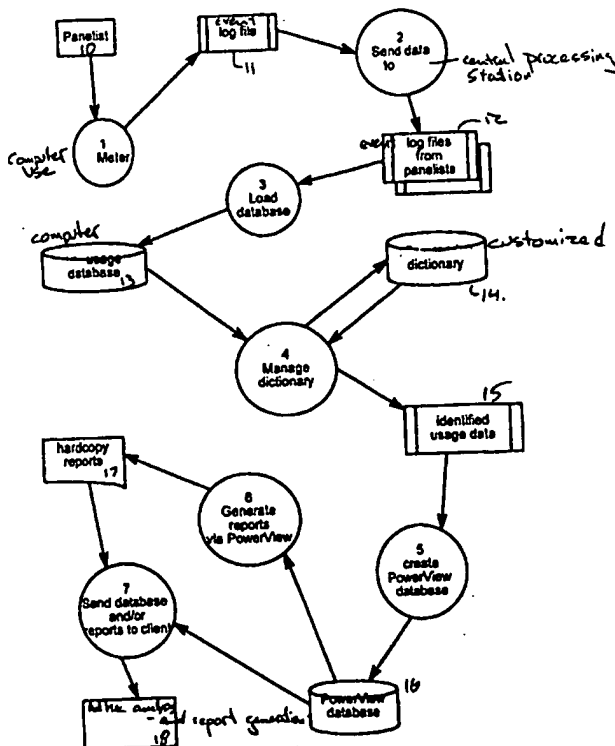 Panelist
10
event
log file
11
2
Send data
to
central processing
Station
computer
use
1
Meter
12
event
log files
from
panelists
3
Load
database
computer
usage
database
13
customized
dictionary
14.
4
Manage
dictionary
15
identified
usage data
hardcopy
reports
17
6
Generate
reports
via PowerView
5
create
PowerView
database
7
Send database
and/or
reports to client
16
PowerView
database
Ad Hoc
- and report generation
18